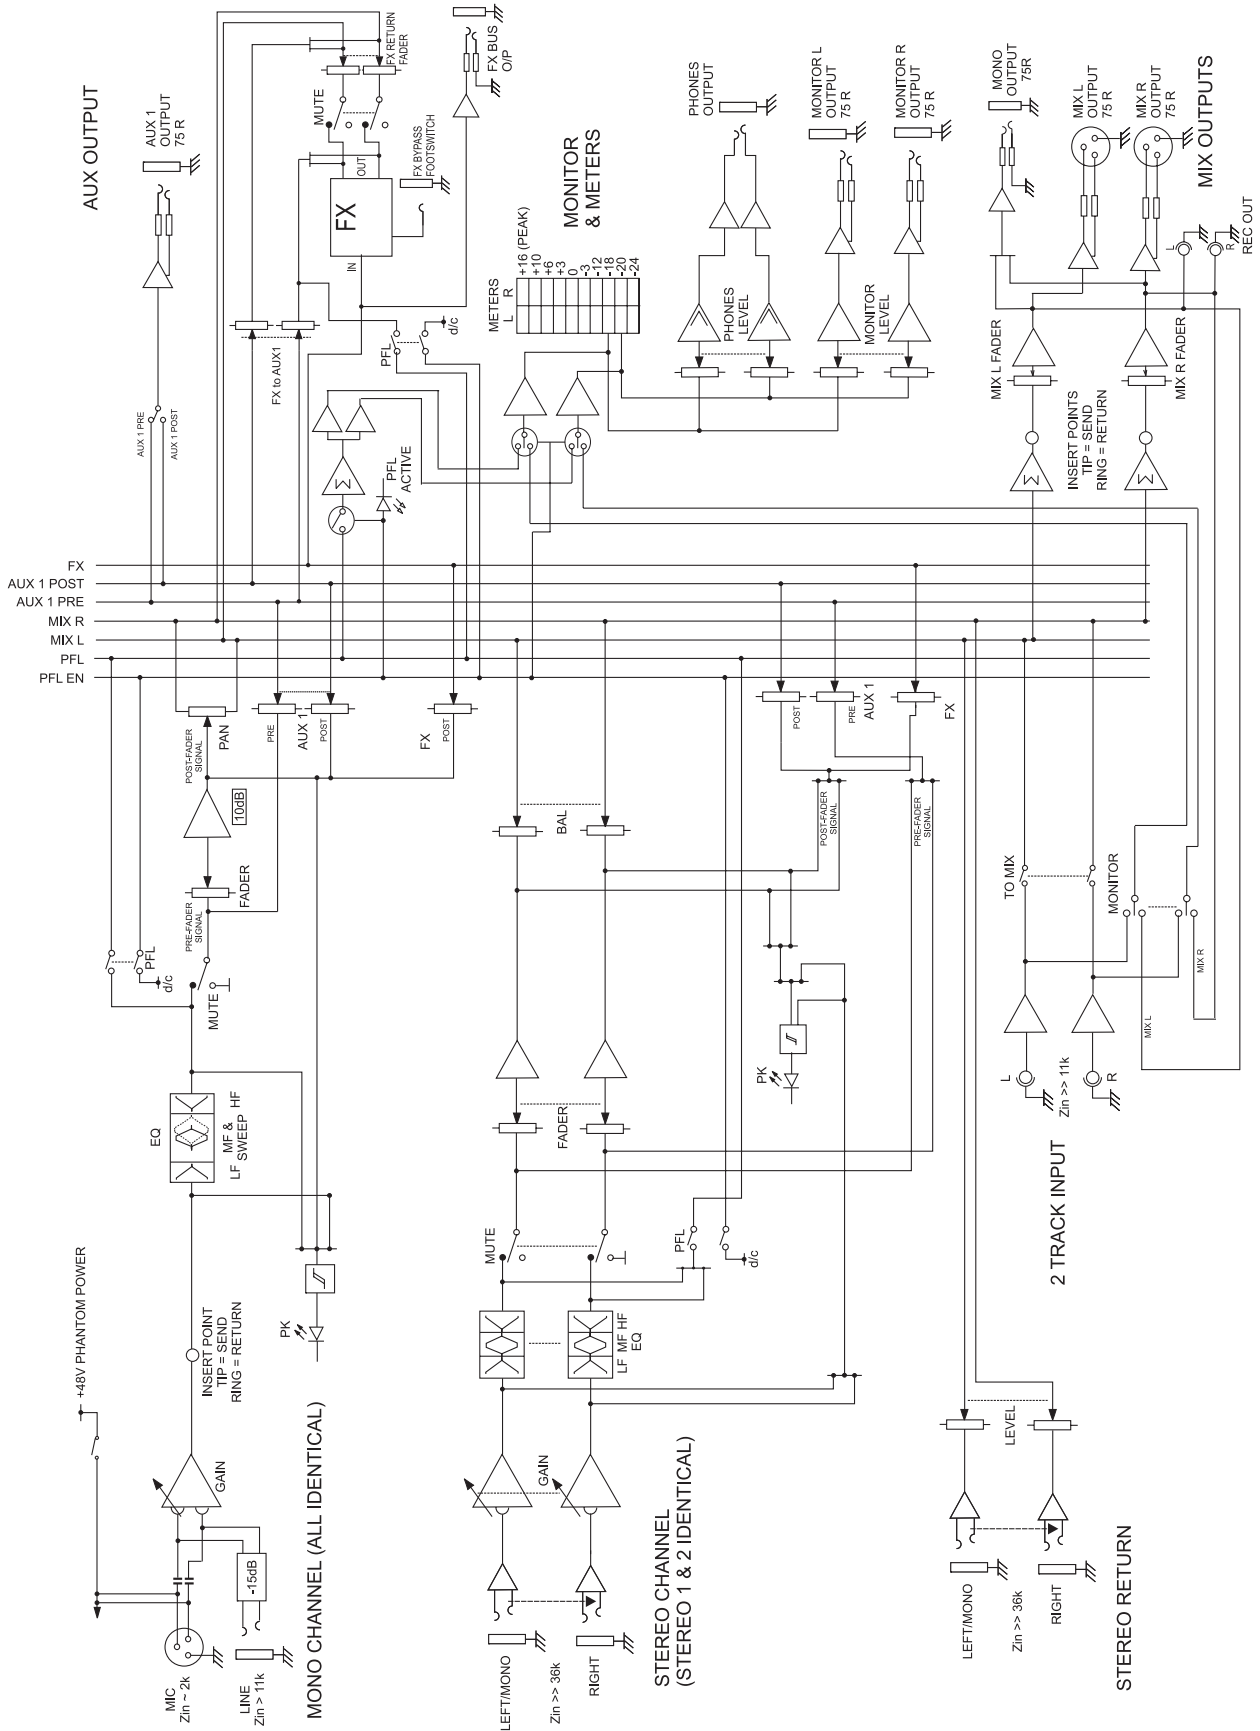 AUX OUTPUT
AUX 1
OUTPUT
75 R
FX RETURN
FADER
MUTE
OUT
FX
IN
FX BYPASS
FOOTSWITCH
FX BUS
O/P
MONITOR
& METERS
METERS
L R
+16 (PEAK)
+10
+6
+3
0
-3
-12
-18
-20
-24
PHONES
OUTPUT
MONITOR L
OUTPUT
75 R
MONITOR R
OUTPUT
75 R
PHONES
LEVEL
MONITOR
LEVEL
MONO
OUTPUT
75R
MIX L
OUTPUT
75 R
MIX R
OUTPUT
75 R
MIX OUTPUTS
L
R
REC OUT
MIX L FADER
MIX R FADER
INSERT POINTS
TIP = SEND
RING = RETURN
Σ
Σ
AUX 1 PRE
AUX 1 POST
FX to AUX1
PFL
d/c
Σ
PFL
ACTIVE
FX
AUX 1 POST
AUX 1 PRE
MIX R
MIX L
PFL
PFL EN
POST-FADER
SIGNAL
PAN
PRE
AUX 1
POST
FX
POST
10dB
FADER
PRE-FADER
SIGNAL
PFL
d/c
MUTE
EQ
LF
MF &
SWEEP
HF
PK
+48V PHANTOM POWER
INSERT POINT
TIP = SEND
RING = RETURN
GAIN
-15dB
MIC
Zin ~ 2k
LINE
Zin > 11k
MONO CHANNEL (ALL IDENTICAL)
BAL
POST
PRE
AUX 1
FX
POST-FADER
SIGNAL
PRE-FADER
SIGNAL
PK
FADER
MUTE
PFL
d/c
LF MF HF
EQ
GAIN
LEFT/MONO
Zin >> 36k
RIGHT
STEREO CHANNEL
(STEREO 1 & 2 IDENTICAL)
TO MIX
MONITOR
MIX R
MIX L
L
Zin >> 11k
R
2 TRACK INPUT
LEVEL
LEFT/MONO
Zin >> 36k
RIGHT
STEREO RETURN